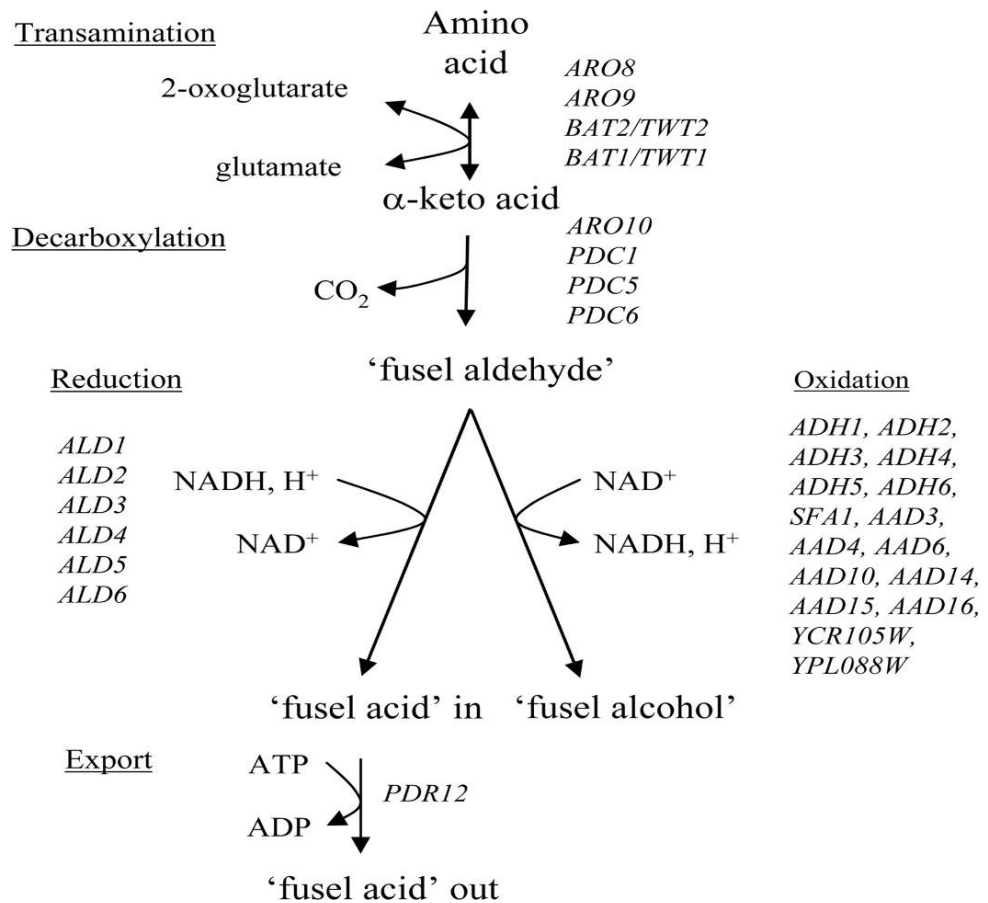 Transamination
Amino
acid
2-oxoglutarate
glutamate
ARO8
ARO9
BAT2/TWT2
BAT1/TWT1
α-keto acid
Decarboxylation
CO₂
ARO10
PDC1
PDC5
PDC6
‘fusel aldehyde’
Reduction
ALD1
ALD2
ALD3
ALD4
ALD5
ALD6
NADH, H⁺
NAD⁺
NAD⁺
NADH, H⁺
Oxidation
ADH1, ADH2,
ADH3, ADH4,
ADH5, ADH6,
SFA1, AAD3,
AAD4, AAD6,
AAD10, AAD14,
AAD15, AAD16,
YCR105W,
YPL088W
‘fusel acid’ in
‘fusel alcohol’
Export
ATP
ADP
PDR12
‘fusel acid’ out